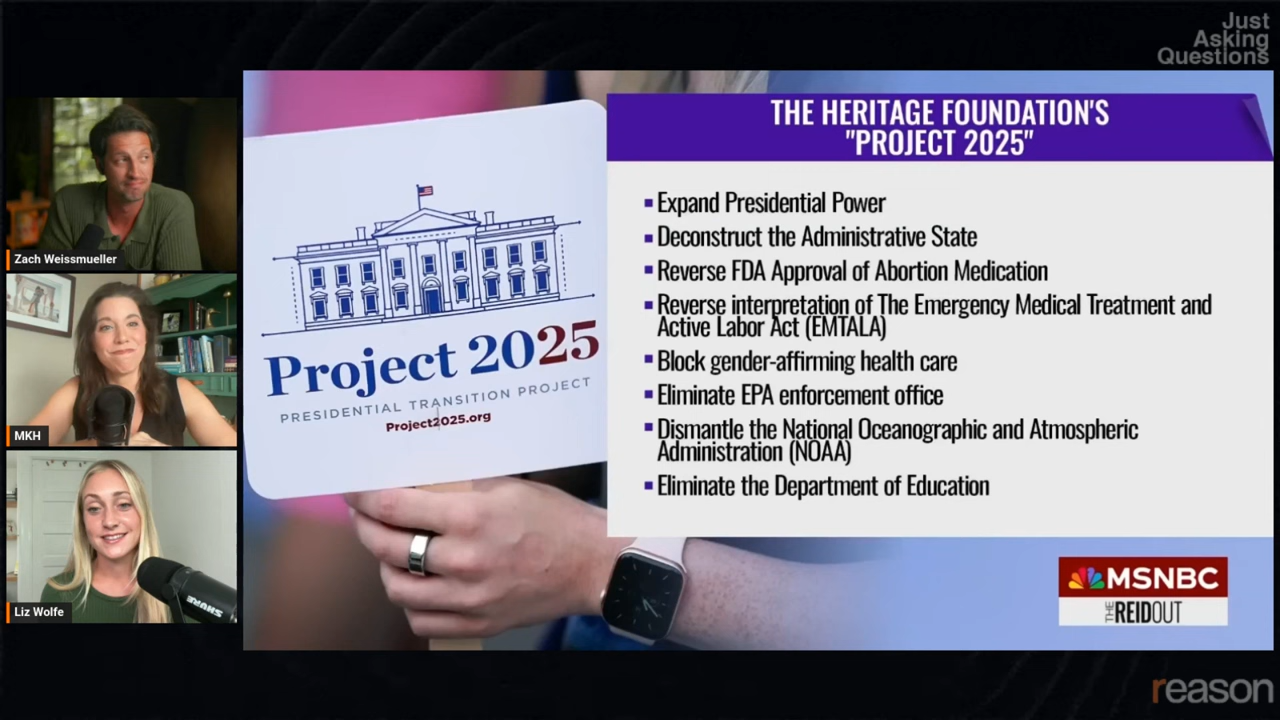 Just
Asking
Questions
Zach Weissmueller
MKH
Liz Wolfe
SHURE
Project 2025
PRESIDENTIAL TRANSITION PROJECT
Project2025.org
THE HERITAGE FOUNDATION'S
"PROJECT 2025"
Expand Presidential Power
Deconstruct the Administrative State
Reverse FDA Approval of Abortion Medication
Reverse interpretation of The Emergency Medical Treatment and
Active Labor Act (EMTALA)
Block gender-affirming health care
Eliminate EPA enforcement office
Dismantle the National Oceanographic and Atmospheric
Administration (NOAA)
Eliminate the Department of Education
MSNBC
THE REIDOUT
reason